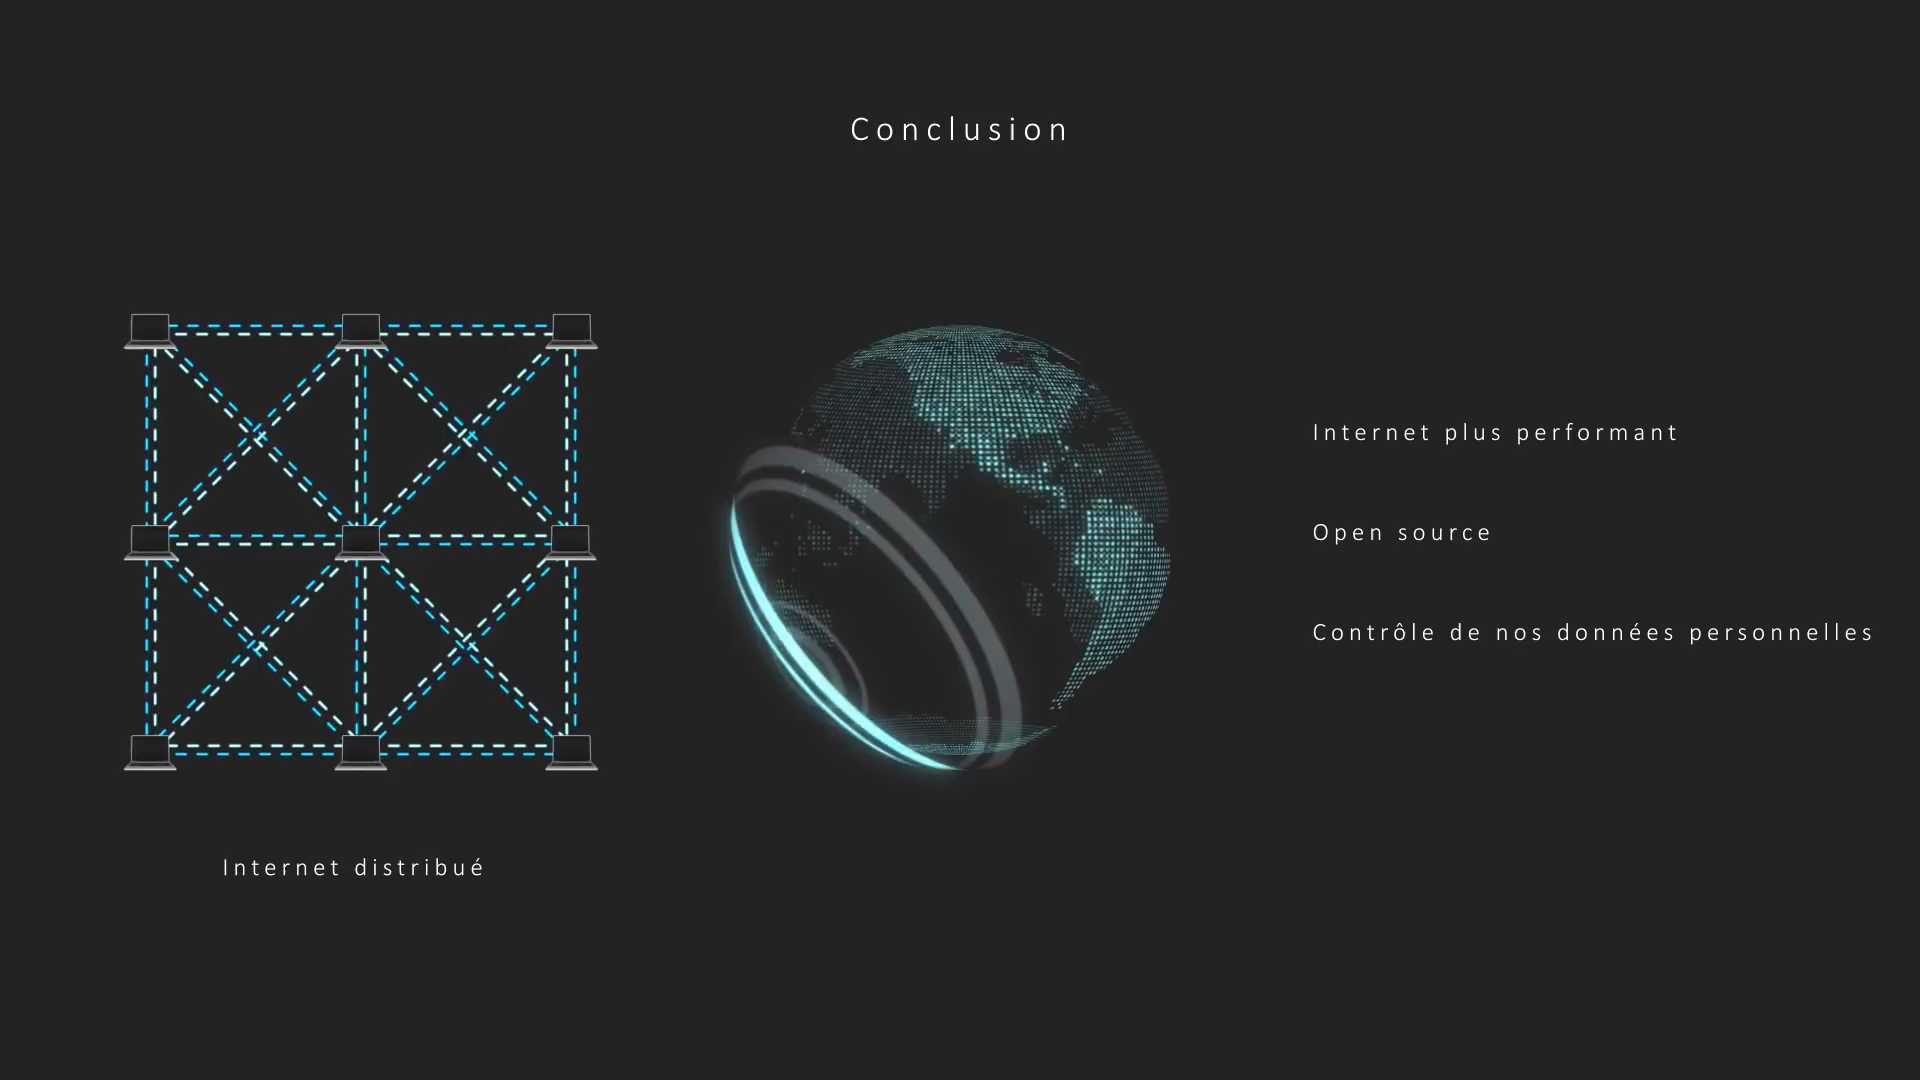 Conclusion
Internet distribué
Internet plus performant
Open source
Contrôle de nos données personnelles